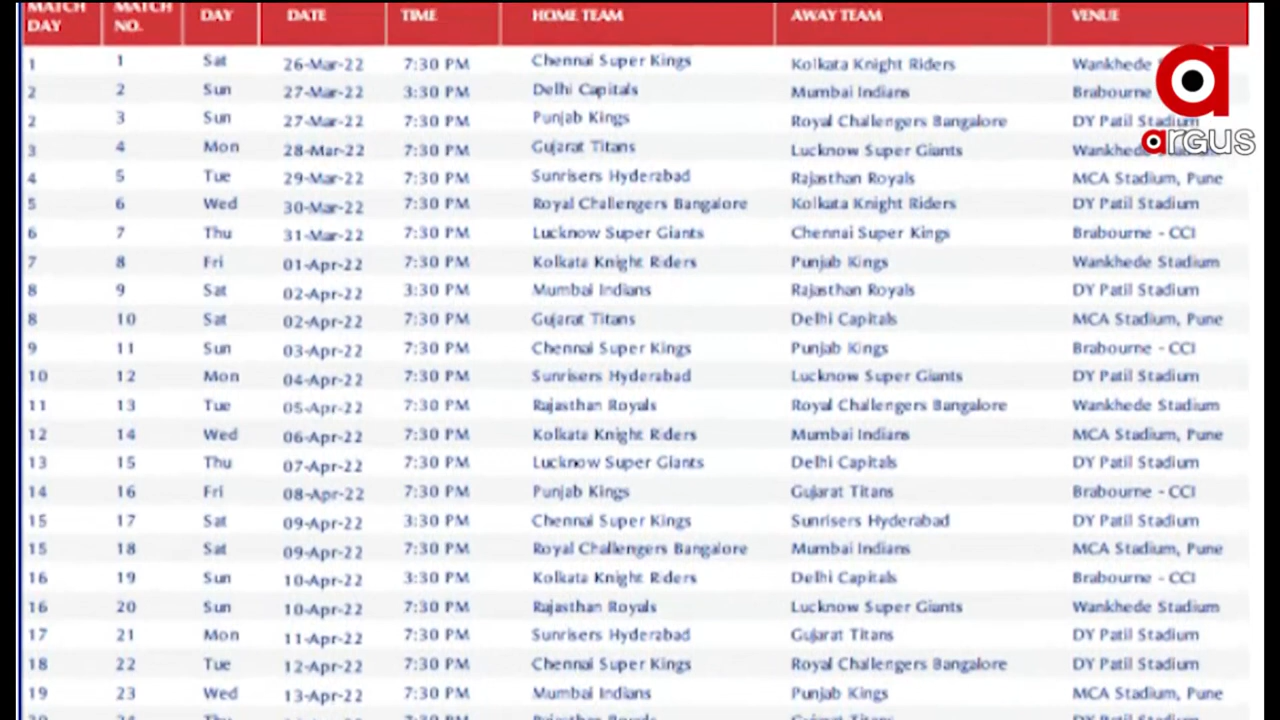 MATCH DAY MATCH NO. DAY DATE TIME HOME TEAM AWAY TEAM VENUE
1 1 Sat 26-Mar-22 7:30 PM Chennai Super Kings Kolkata Knight Riders Wankhede
2 2 Sun 27-Mar-22 3:30 PM Delhi Capitals Mumbai Indians Brabourne
2 3 Sun 27-Mar-22 7:30 PM Punjab Kings Royal Challengers Bangalore DY Patil Stadium
3 4 Mon 28-Mar-22 7:30 PM Gujarat Titans Lucknow Super Giants Wankhede
4 5 Tue 29-Mar-22 7:30 PM Sunrisers Hyderabad Rajasthan Royals MCA Stadium, Pune
5 6 Wed 30-Mar-22 7:30 PM Royal Challengers Bangalore Kolkata Knight Riders DY Patil Stadium
6 7 Thu 31-Mar-22 7:30 PM Lucknow Super Giants Chennai Super Kings Brabourne - CCI
7 8 Fri 01-Apr-22 7:30 PM Kolkata Knight Riders Punjab Kings Wankhede Stadium
8 9 Sat 02-Apr-22 3:30 PM Mumbai Indians Rajasthan Royals DY Patil Stadium
8 10 Sat 02-Apr-22 7:30 PM Gujarat Titans Delhi Capitals MCA Stadium, Pune
9 11 Sun 03-Apr-22 7:30 PM Chennai Super Kings Punjab Kings Brabourne - CCI
10 12 Mon 04-Apr-22 7:30 PM Sunrisers Hyderabad Lucknow Super Giants DY Patil Stadium
11 13 Tue 05-Apr-22 7:30 PM Rajasthan Royals Royal Challengers Bangalore Wankhede Stadium
12 14 Wed 06-Apr-22 7:30 PM Kolkata Knight Riders Mumbai Indians MCA Stadium, Pune
13 15 Thu 07-Apr-22 7:30 PM Lucknow Super Giants Delhi Capitals DY Patil Stadium
14 16 Fri 08-Apr-22 7:30 PM Punjab Kings Gujarat Titans Brabourne - CCI
15 17 Sat 09-Apr-22 3:30 PM Chennai Super Kings Sunrisers Hyderabad DY Patil Stadium
15 18 Sat 09-Apr-22 7:30 PM Royal Challengers Bangalore Mumbai Indians MCA Stadium, Pune
16 19 Sun 10-Apr-22 3:30 PM Kolkata Knight Riders Delhi Capitals Brabourne - CCI
16 20 Sun 10-Apr-22 7:30 PM Rajasthan Royals Lucknow Super Giants Wankhede Stadium
17 21 Mon 11-Apr-22 7:30 PM Sunrisers Hyderabad Gujarat Titans DY Patil Stadium
18 22 Tue 12-Apr-22 7:30 PM Chennai Super Kings Royal Challengers Bangalore DY Patil Stadium
19 23 Wed 13-Apr-22 7:30 PM Mumbai Indians Punjab Kings MCA Stadium, Pune
argus